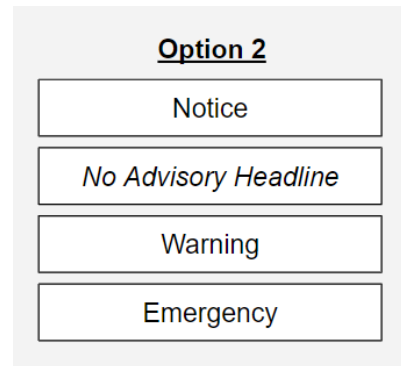 Option 2
Notice
No Advisory Headline
Warning
Emergency